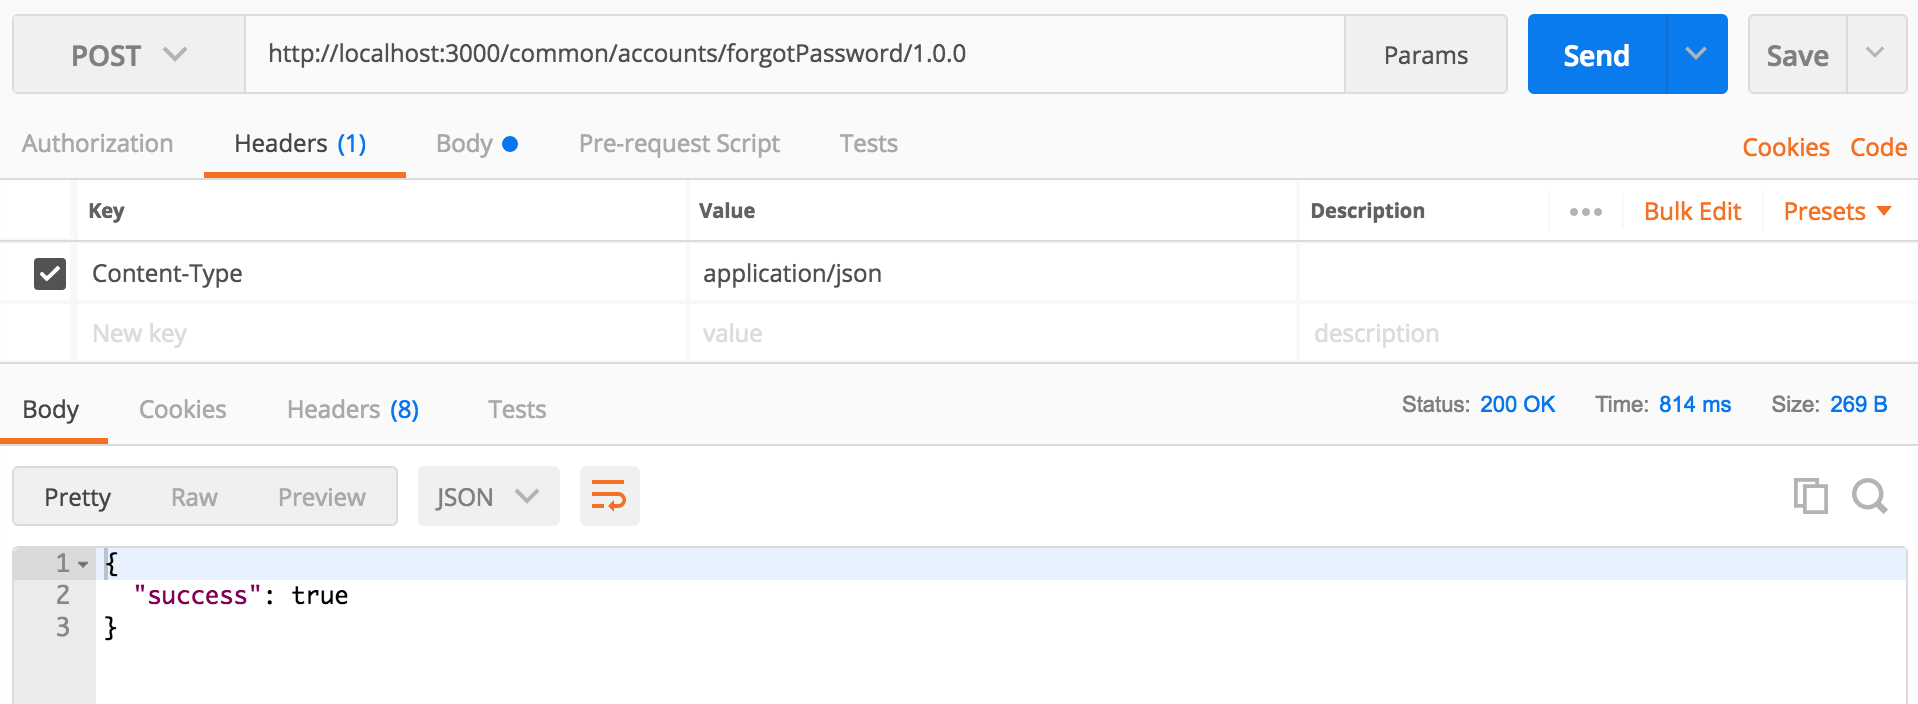 POST http://localhost:3000/common/accounts/forgotPassword/1.0.0 Params Send Save
Authorization Headers (1) Body Pre-request Script Tests Cookies Code
Key Value Description ••• Bulk Edit Presets
Content-Type application/json
New key value description
Body Cookies Headers (8) Tests Status: 200 OK Time: 814 ms Size: 269 B
Pretty Raw Preview JSON
1 {
2 "success": true
3 }